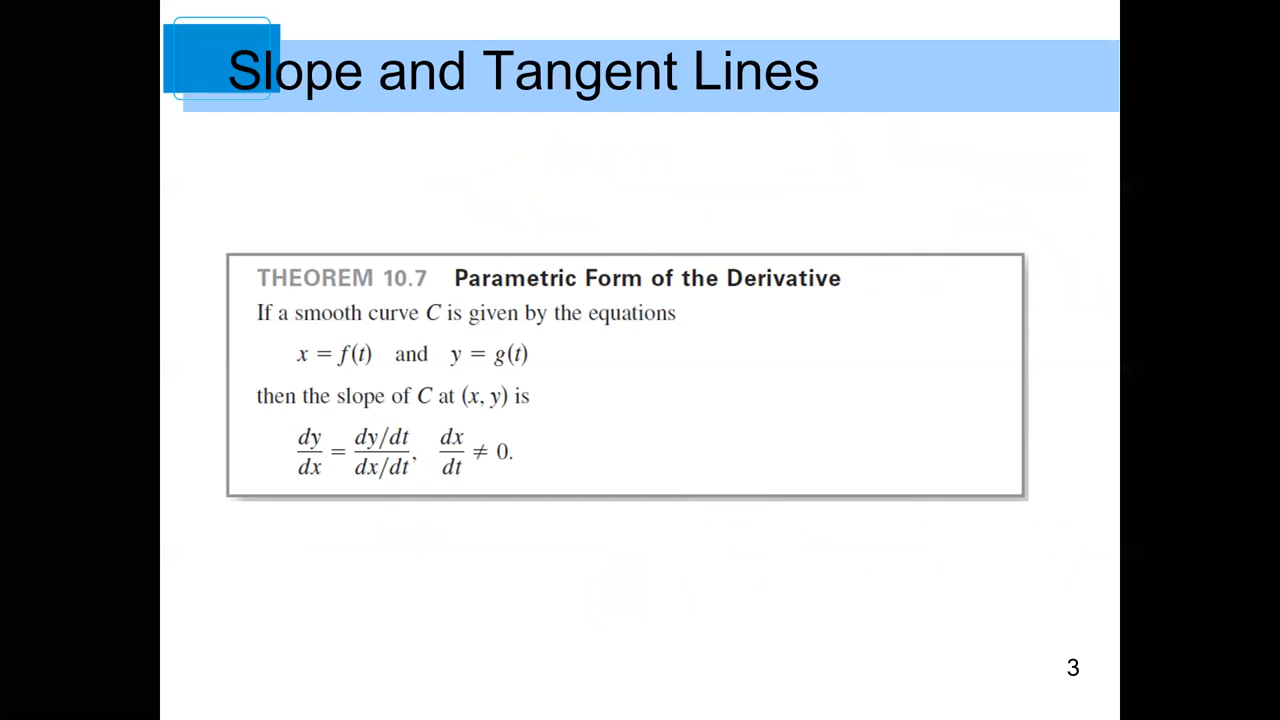 Slope and Tangent Lines
THEOREM 10.7 Parametric Form of the Derivative
If a smooth curve C is given by the equations
x = f(t) and y = g(t)
then the slope of C at (x, y) is
dy/dx = (dy/dt)/(dx/dt), dx/dt ≠ 0.
3